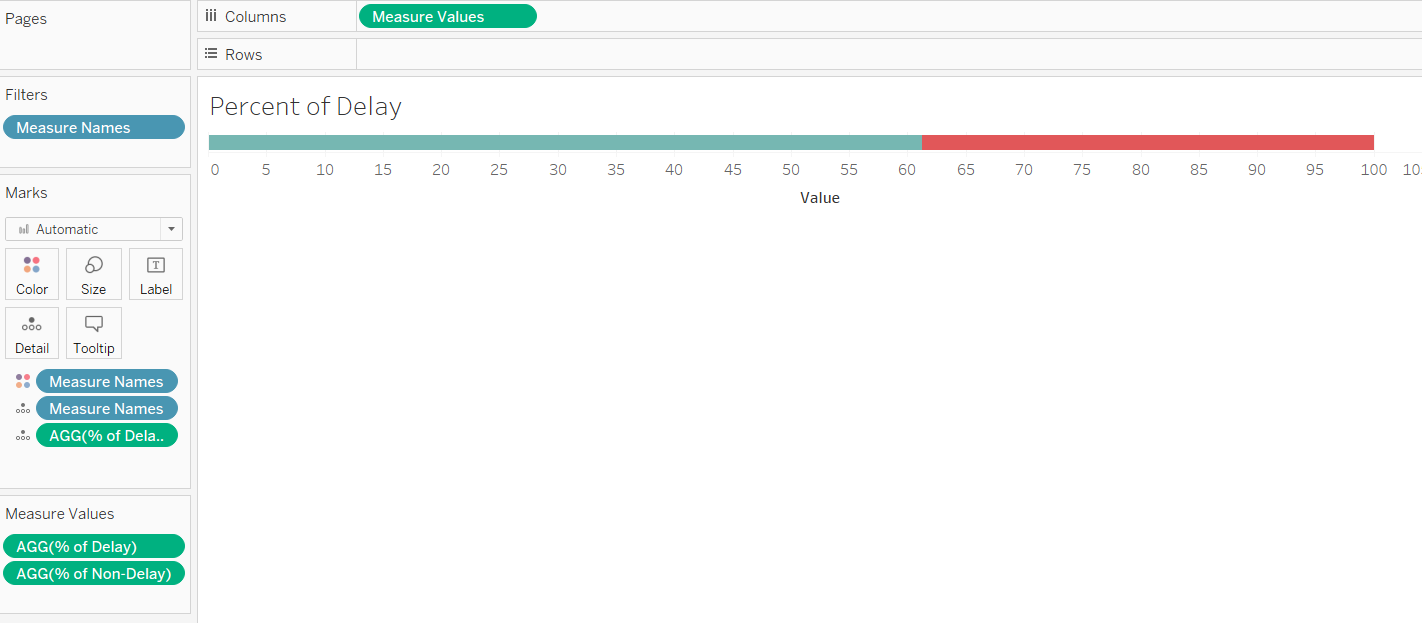 Pages
Columns
Measure Values
Rows
Filters
Measure Names
Marks
Automatic
Color
Size
T
Label
Detail
Tooltip
Measure Names
Measure Names
AGG(% of Dela..
Measure Values
AGG(% of Delay)
AGG(% of Non-Delay)
Percent of Delay
0 5 10 15 20 25 30 35 40 45 50 55 60 65 70 75 80 85 90 95 100
Value